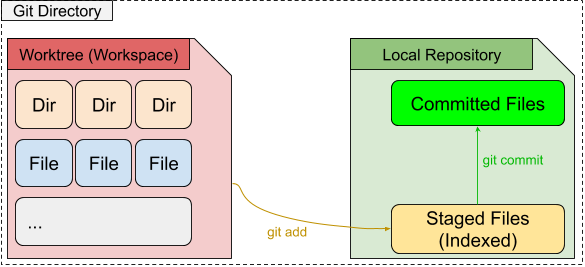 Git Directory
Worktree (Workspace)
Dir Dir Dir
File File File
...
git add
Local Repository
Committed Files
git commit
Staged Files
(Indexed)